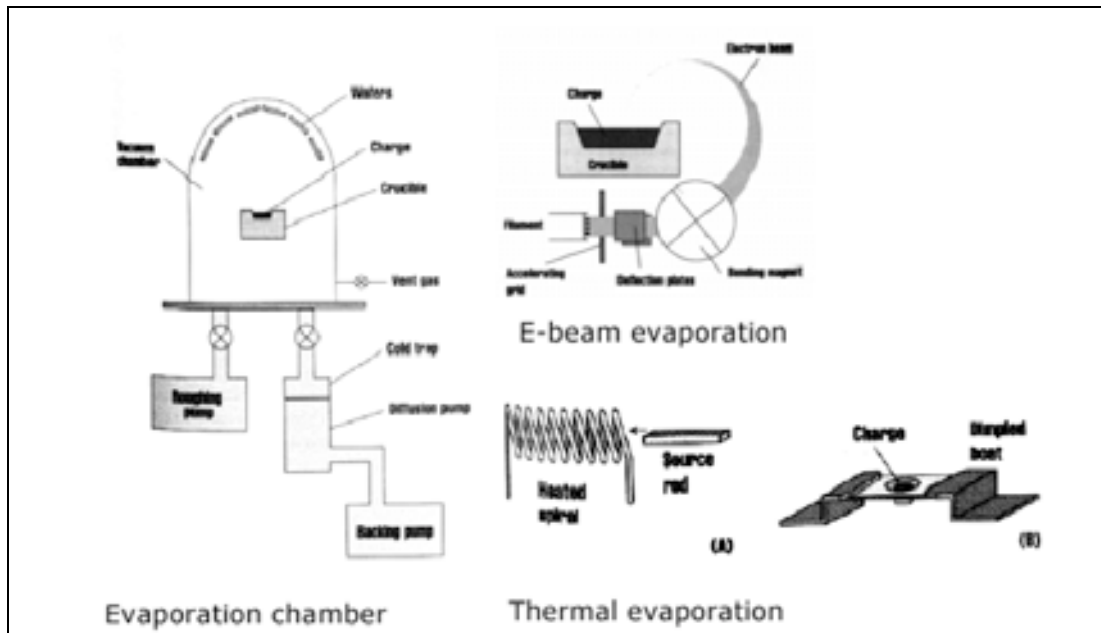 Wafers
Vacuum
chamber
Charge
Crucible
Vent gas
Cold trap
Roughing
pump
Diffusion pump
Backing pump
Evaporation chamber
Electron beam
Charge
Crucible
Filament
Accelerating
grid
Deflection plates
Bending magnet
E-beam evaporation
Heated
spiral
Source
rod
(A)
Charge
Dimpled
boat
(B)
Thermal evaporation